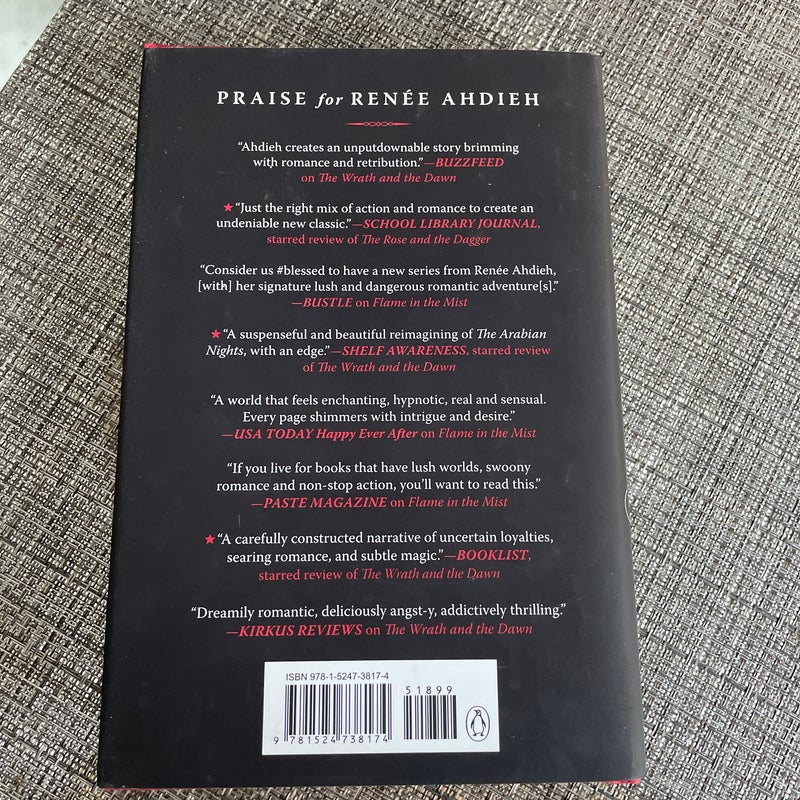 PRAISE for RENÉE AHDIEH
“Ahdieh creates an unputdownable story brimming
with romance and retribution.”—BUZZFEED
on The Wrath and the Dawn
★“Just the right mix of action and romance to create an
undeniable new classic.”—SCHOOL LIBRARY JOURNAL,
starred review of The Rose and the Dagger
“Consider us #blessed to have a new series from Renée Ahdieh,
[with] her signature lush and dangerous romantic adventure[s].”
—BUSTLE on Flame in the Mist
★“A suspenseful and beautiful reimagining of The Arabian
Nights, with an edge.”—SHELF AWARENESS, starred review
of The Wrath and the Dawn
“A world that feels enchanting, hypnotic, real and sensual.
Every page shimmers with intrigue and desire.”
—USA TODAY Happy Ever After on Flame in the Mist
“If you live for books that have lush worlds, swoony
romance and non-stop action, you’ll want to read this.”
—PASTE MAGAZINE on Flame in the Mist
★“A carefully constructed narrative of uncertain loyalties,
searing romance, and subtle magic.”—BOOKLIST,
starred review of The Wrath and the Dawn
“Dreamily romantic, deliciously angst-y, addictively thrilling.”
—KIRKUS REVIEWS on The Wrath and the Dawn
ISBN 978-1-5247-3817-4
51899
9 781524 738174